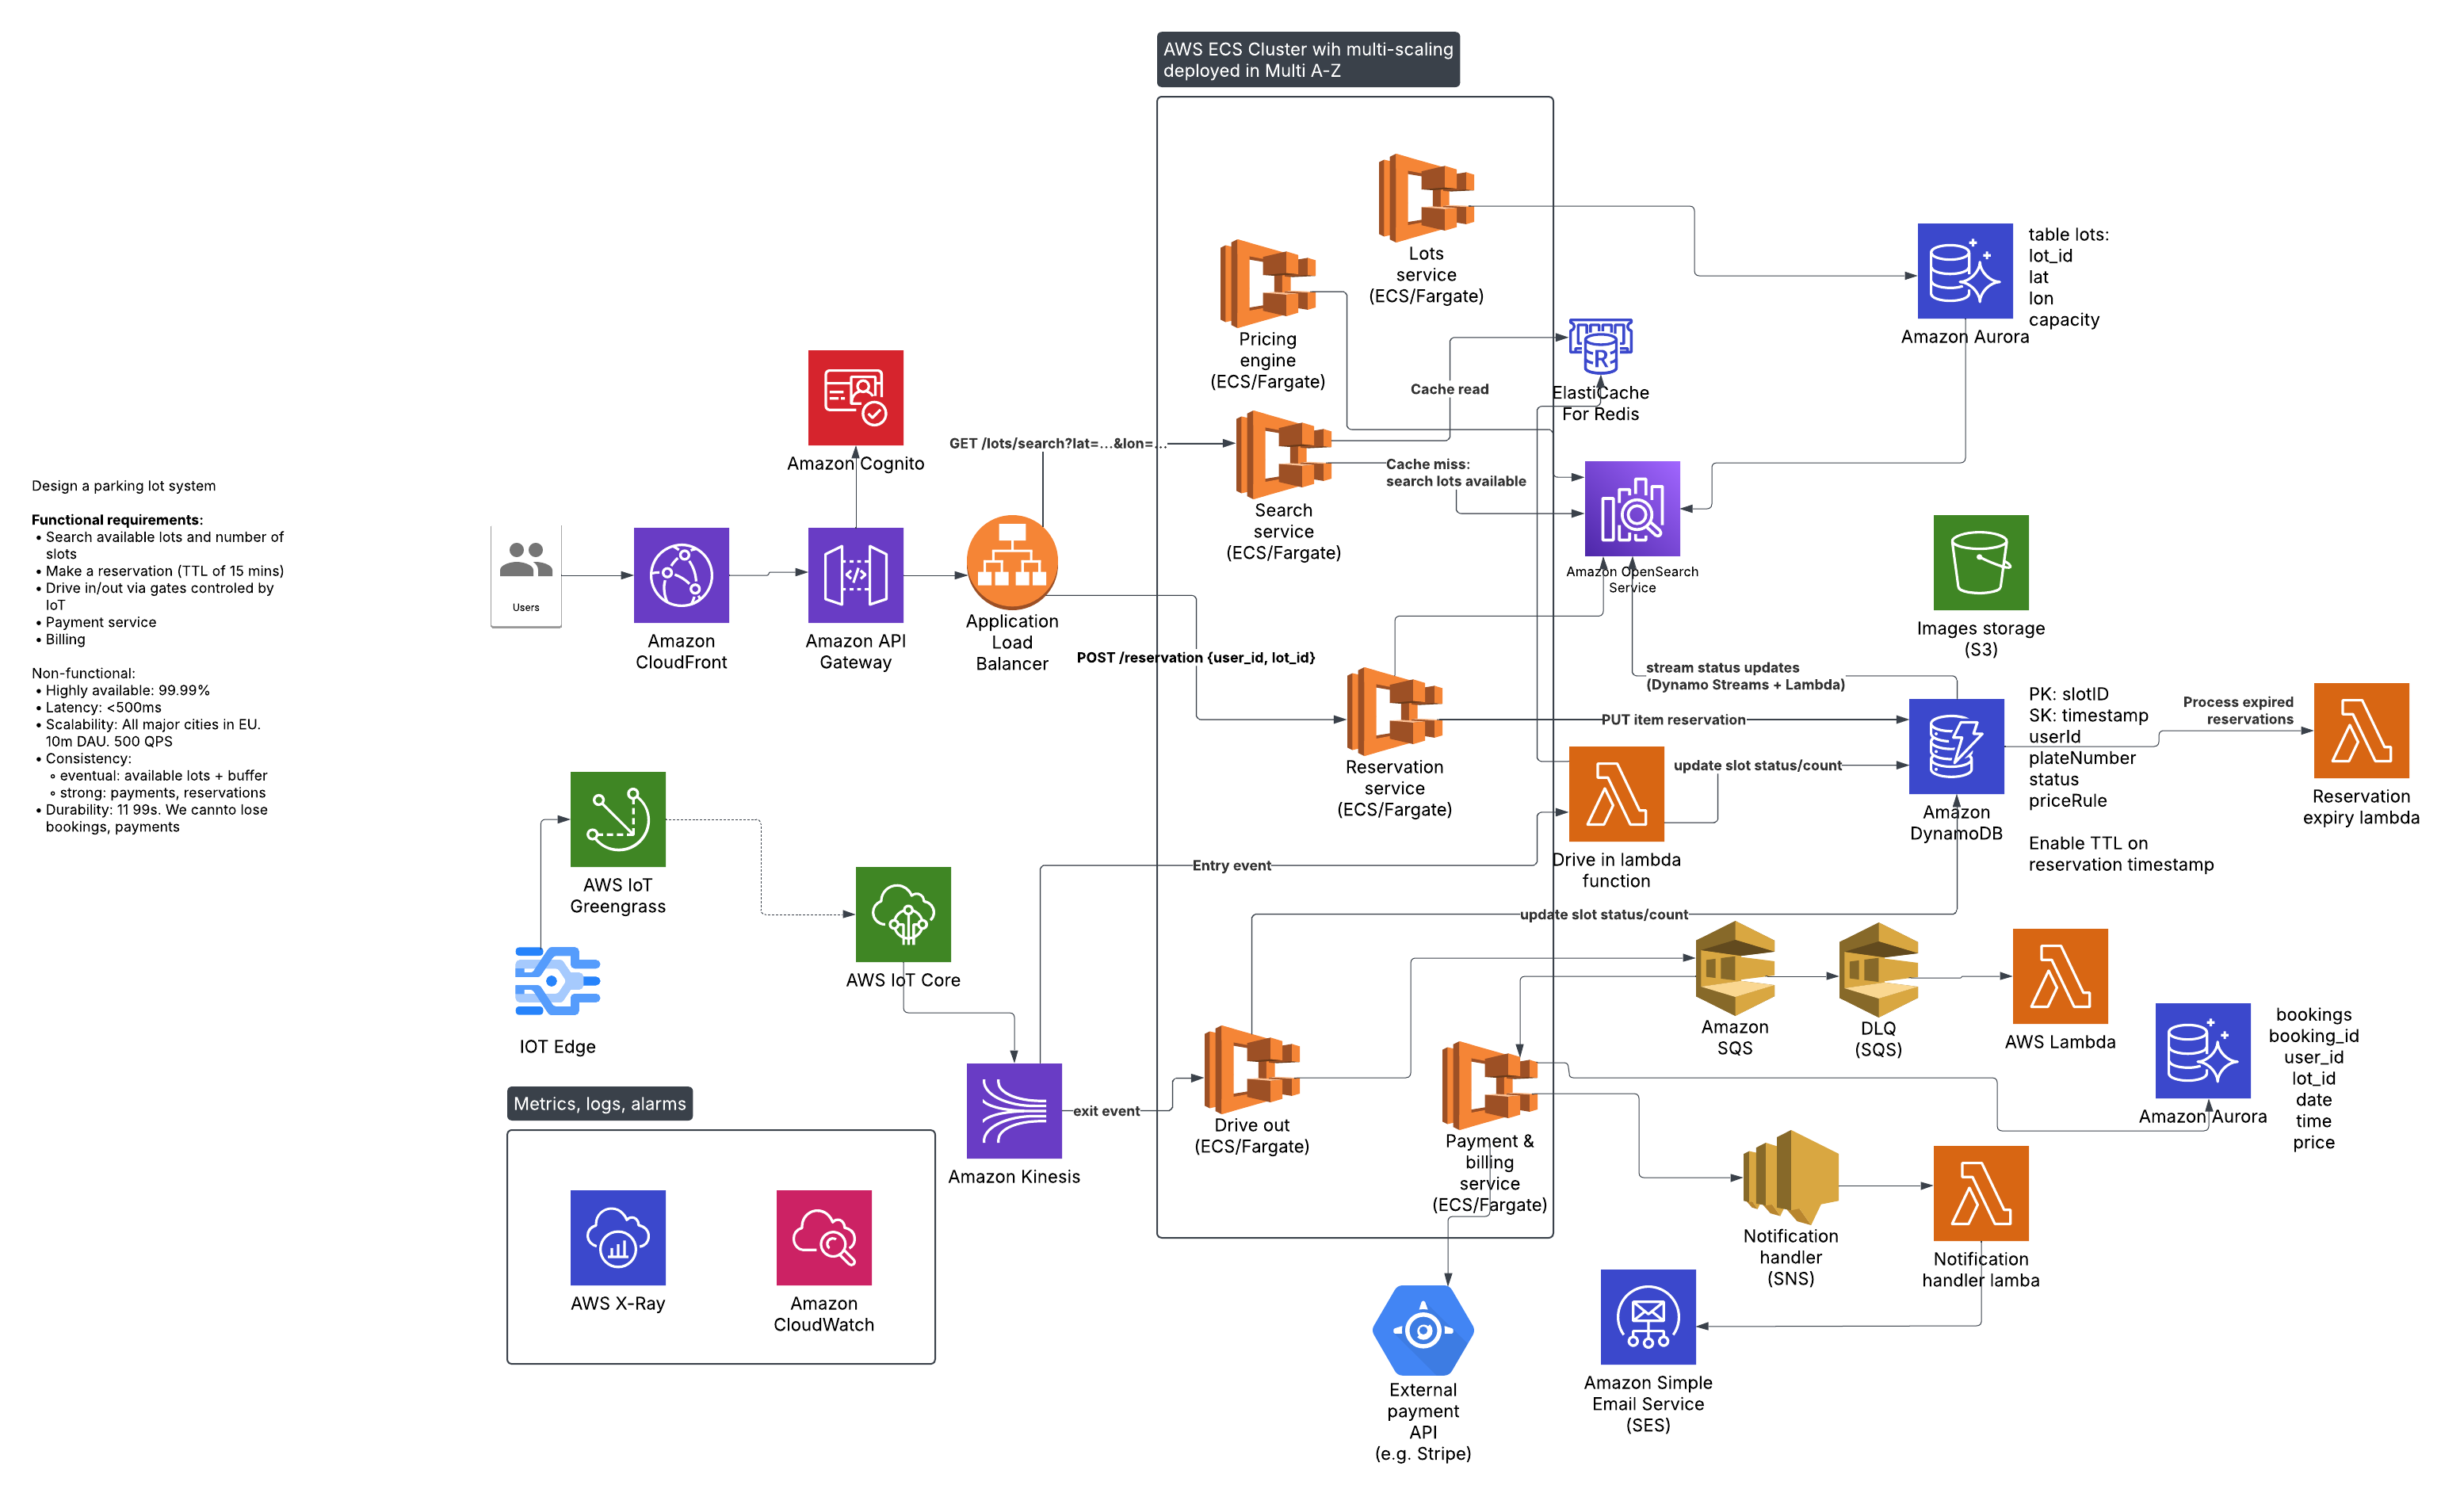 AWS ECS Cluster wih multi-scaling
deployed in Multi A-Z
Design a parking lot system
Functional requirements:
• Search available lots and number of
slots
• Make a reservation (TTL of 15 mins)
• Drive in/out via gates controled by
IoT
• Payment service
• Billing
Non-functional:
• Highly available: 99.99%
• Latency: <500ms
• Scalability: All major cities in EU.
10m DAU. 500 QPS
• Consistency:
∘ eventual: available lots + buffer
∘ strong: payments, reservations
• Durability: 11 99s. We cannto lose
bookings, payments
Users
Amazon
CloudFront
Amazon Cognito
Amazon API
Gateway
Application
Load
Balancer
GET /lots/search?lat=...&lon=...
POST /reservation {user_id, lot_id}
Lots
service
(ECS/Fargate)
Pricing
engine
(ECS/Fargate)
Search
service
(ECS/Fargate)
Cache read
Cache miss:
search lots available
Reservation
service
(ECS/Fargate)
ElastiCache
For Redis
R
Amazon OpenSearch
Service
Amazon Aurora
table lots:
lot_id
lat
lon
capacity
Images storage
(S3)
stream status updates
(Dynamo Streams + Lambda)
PUT item reservation
update slot status/count
Amazon
DynamoDB
PK: slotID
SK: timestamp
userId
plateNumber
status
priceRule
Enable TTL on
reservation timestamp
Process expired
reservations
Reservation
expiry lambda
Drive in lambda
function
Entry event
update slot status/count
AWS IoT
Greengrass
AWS IoT Core
IOT Edge
Amazon Kinesis
exit event
Drive out
(ECS/Fargate)
Payment &
billing
service
(ECS/Fargate)
Amazon
SQS
DLQ
(SQS)
AWS Lambda
Amazon Aurora
bookings
booking_id
user_id
lot_id
date
time
price
Notification
handler
(SNS)
Notification
handler lamba
Amazon Simple
Email Service
(SES)
External
payment
API
(e.g. Stripe)
Metrics, logs, alarms
AWS X-Ray
Amazon
CloudWatch